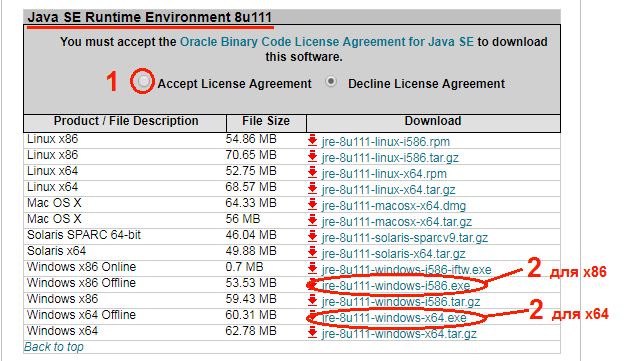 Java SE Runtime Environment 8u111
You must accept the Oracle Binary Code License Agreement for Java SE to download
this software.
1 Accept License Agreement Decline License Agreement
Product / File Description File Size Download
Linux x86 54.86 MB jre-8u111-linux-i586.rpm
Linux x86 70.65 MB jre-8u111-linux-i586.tar.gz
Linux x64 52.75 MB jre-8u111-linux-x64.rpm
Linux x64 68.57 MB jre-8u111-linux-x64.tar.gz
Mac OS X 64.33 MB jre-8u111-macosx-x64.dmg
Mac OS X 56 MB jre-8u111-macosx-x64.tar.gz
Solaris SPARC 64-bit 46.04 MB jre-8u111-solaris-sparcv9.tar.gz
Solaris x64 49.88 MB jre-8u111-solaris-x64.tar.gz
Windows x86 Online 0.7 MB jre-8u111-windows-i586-iftw.exe
2 для x86
Windows x86 Offline 53.53 MB jre-8u111-windows-i586.exe
Windows x86 59.43 MB jre-8u111-windows-i586.tar.gz
Windows x64 Offline 60.31 MB jre-8u111-windows-x64.exe
2 для x64
Windows x64 62.78 MB jre-8u111-windows-x64.tar.gz
Back to top